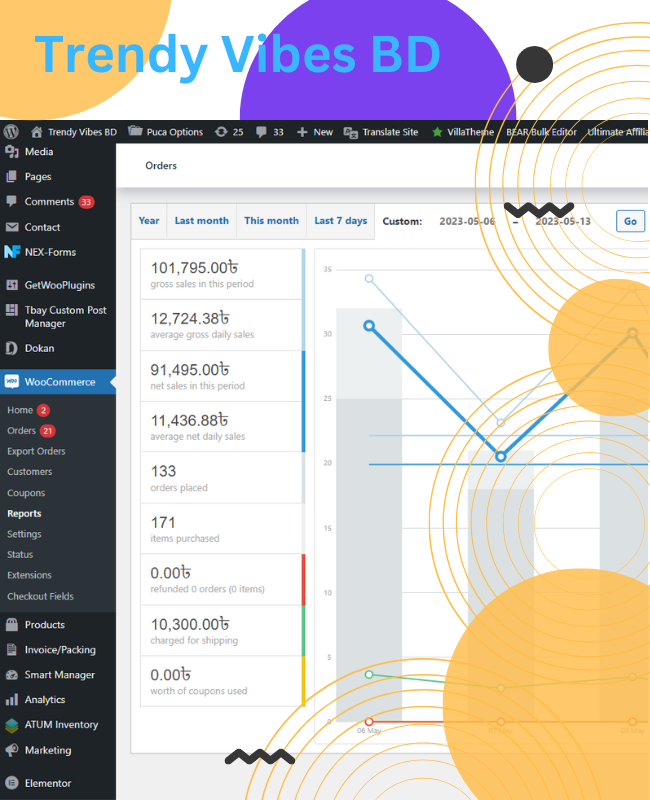 Trendy Vibes BD
Trendy Vibes BD Puca Options 25 33 New Translate Site VillaTheme BEAR Bulk Editor Ultimate Affilia
Media
Pages
Comments 33
Contact
NEX-Forms
GetWooPlugins
Tbay Custom Post
Manager
Dokan
WooCommerce
Home 2
Orders 21
Export Orders
Customers
Coupons
Reports
Settings
Status
Extensions
Checkout Fields
Products
Invoice/Packing
Smart Manager
Analytics
ATUM Inventory
Marketing
Elementor
Orders
Year Last month This month Last 7 days Custom: 2023-05-06 – 2023-05-13 Go
101,795.00৳
gross sales in this period
12,724.38৳
average gross daily sales
91,495.00৳
net sales in this period
11,436.88৳
average net daily sales
133
orders placed
171
items purchased
0.00৳
refunded 0 orders (0 items)
10,300.00৳
charged for shipping
0.00৳
worth of coupons used
35
30
25
20
15
10
5
0
06 May